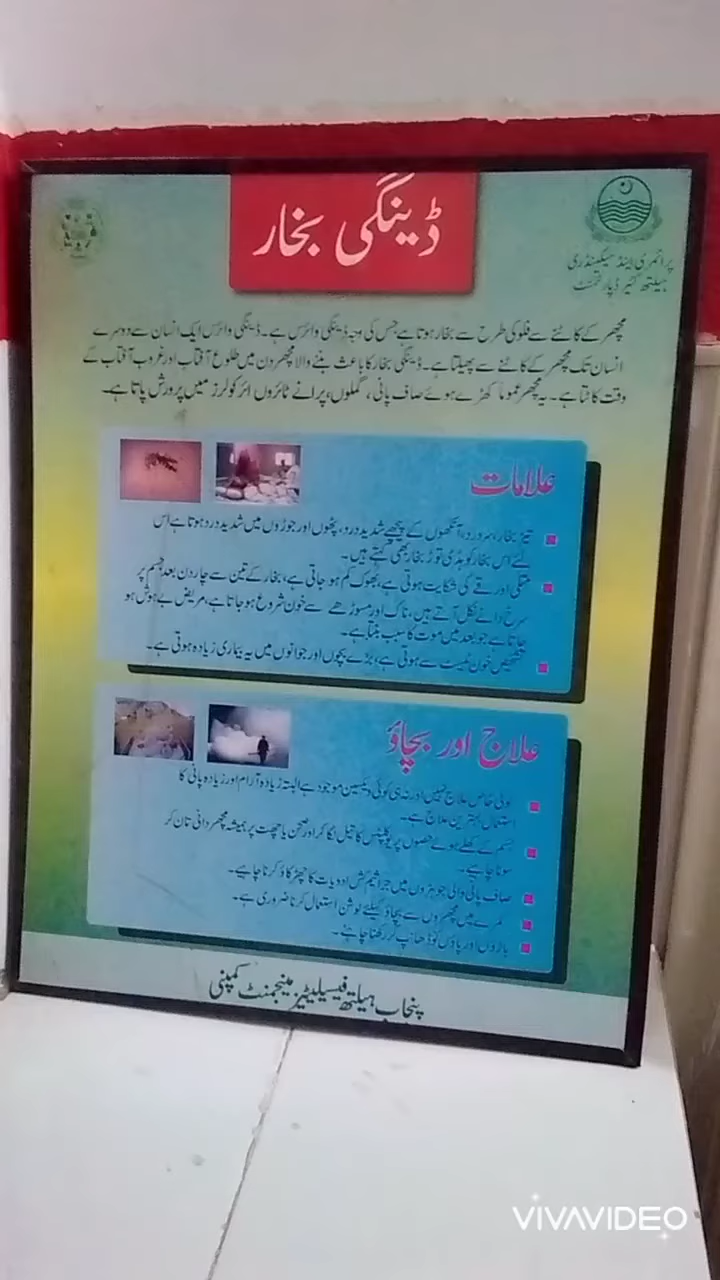 ڈینگی بخار
پرائمری اینڈ سیکنڈری
ہیلتھ کیئر ڈپارٹمنٹ
مچھر کے کاٹنے سے فلو کی طرح سے بخار ہوتا ہے جس کی وجہ ڈینگی وائرس ہے۔ ڈینگی وائرس ایک انسان سے دوسرے
انسان تک مچھر کے کاٹنے سے پھیلتا ہے۔ ڈینگی بخار کا باعث بننے والا مچھر دن میں طلوع آفتاب اور غروب آفتاب کے
وقت کاٹتا ہے۔ یہ مچھر عموماً کھڑے ہوئے صاف پانی، گملوں، پرانے ٹائروں ائر کولرز میں پرورش پاتا ہے۔
علامات
تیز بخار، سر درد، آنکھوں کے پیچھے شدید درد، پٹھوں اور جوڑوں میں شدید درد ہوتا ہے اس
لئے اس بخار کو ہڈی توڑ بخار بھی کہتے ہیں۔
متلی اور قے کی شکایت ہوتی ہے، بھوک کم ہو جاتی ہے، بخار کے تین سے چار دن بعد جسم پر
سرخ دانے نکل آتے ہیں، ناک اور مسوڑھے سے خون شروع ہو جاتا ہے، مریض بے ہوش ہو
جاتا ہے جو بعد میں موت کا سبب بنتا ہے۔
تشخیص خون ٹیسٹ سے ہوتی ہے، بڑے بچوں اور جوانوں میں یہ بیماری زیادہ ہوتی ہے۔
علاج اور بچاؤ
کوئی خاص علاج نہیں اور نہ ہی کوئی ویکسین موجود ہے البتہ زیادہ آرام اور زیادہ پانی کا
استعمال بہترین علاج ہے۔
جسم کے کھلے ہوئے حصوں پر یوکلپٹس کا تیل لگا کر اور صحن یا چھت پر ہمیشہ مچھر دانی تان کر
سونا چاہیے۔
صاف پانی والی جوہڑوں میں جراثیم کش ادویات کا چھڑکاؤ کرنا چاہیے۔
کمرے میں مچھروں سے بچاؤ کیلئے لوشن استعمال کرنا ضروری ہے۔
بازوں اور پاؤں کو ڈھانپ کر رکھنا چاہئے۔
پنجاب ہیلتھ فیسیلیٹیز مینجمنٹ کمپنی
VIVAVIDEO